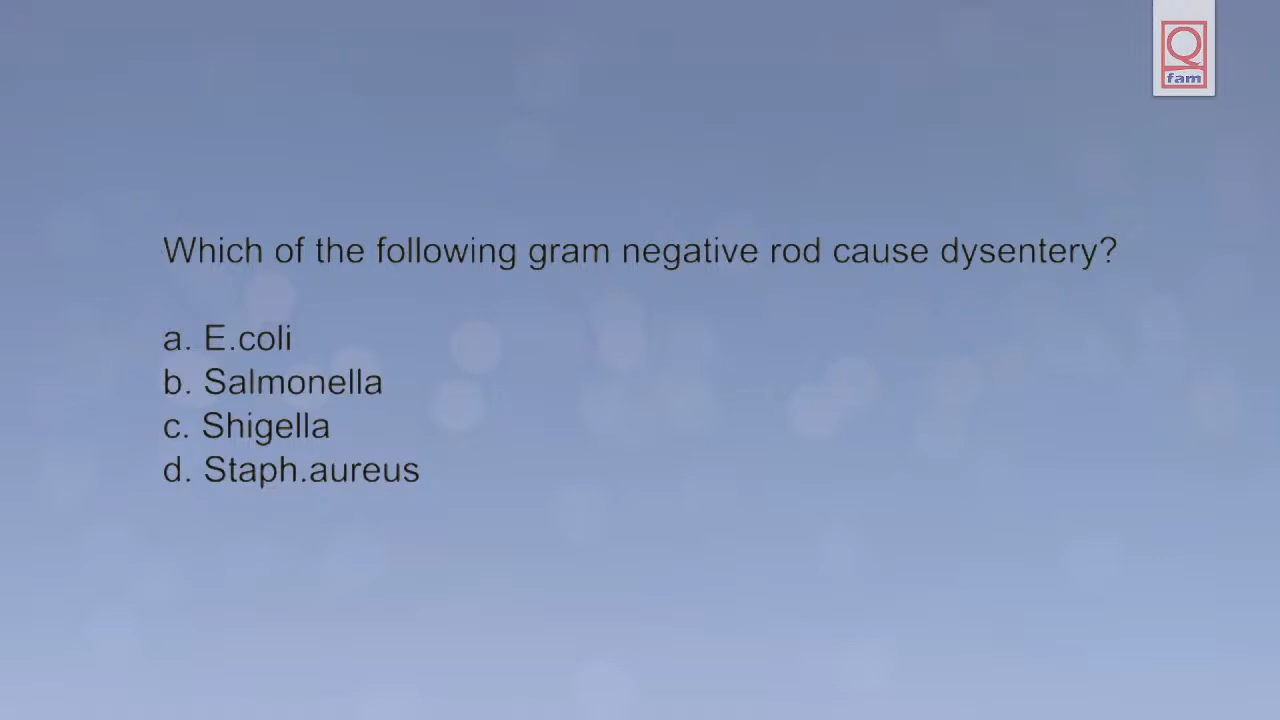 Q
fam
Which of the following gram negative rod cause dysentery?
a. E.coli
b. Salmonella
c. Shigella
d. Staph.aureus